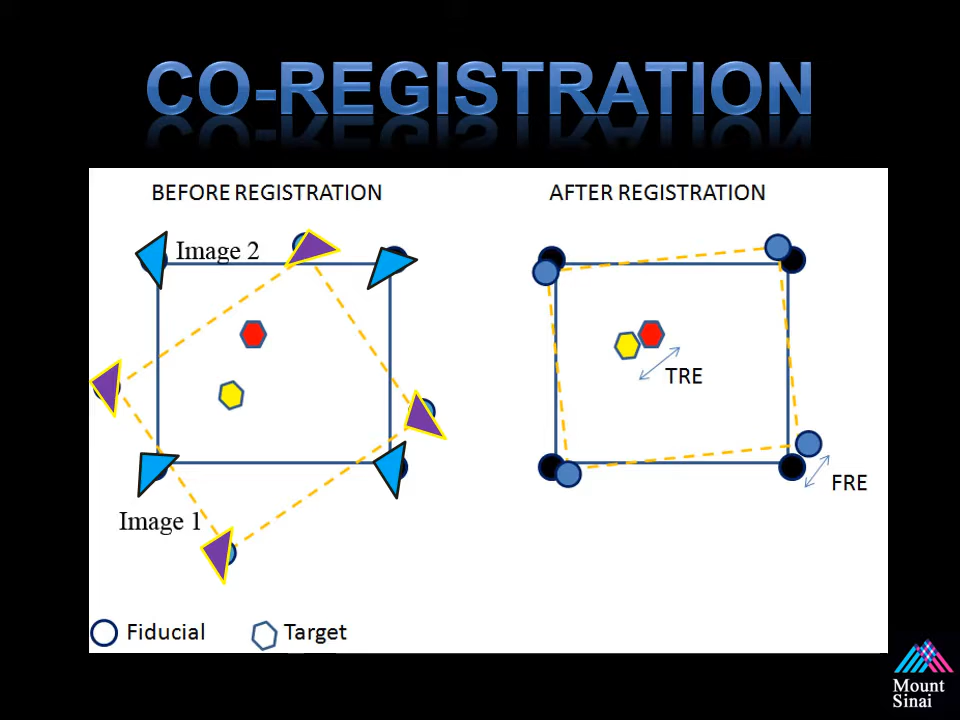 CO-REGISTRATION
BEFORE REGISTRATION
AFTER REGISTRATION
Image 2
TRE
FRE
Image 1
Fiducial
Target
Mount
Sinai